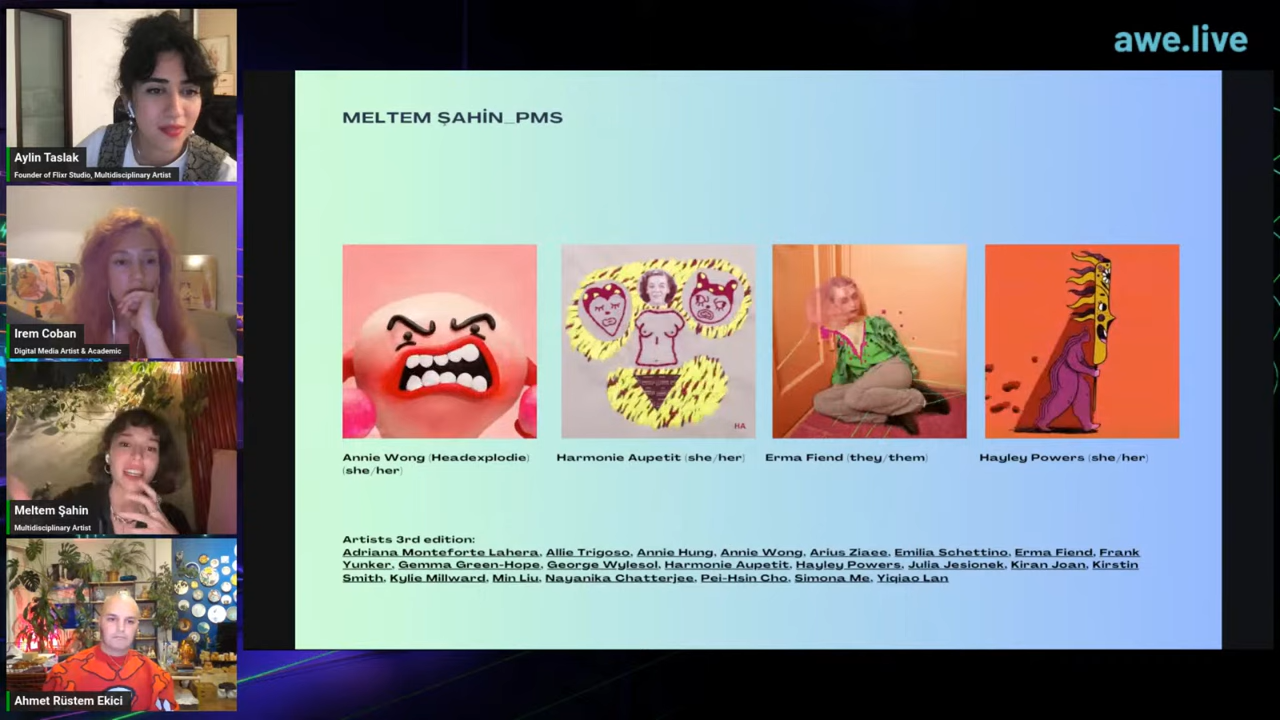 awe.live
Aylin Taslak
Founder of Flixr Studio, Multidisciplinary Artist
Irem Coban
Digital Media Artist & Academic
Meltem Şahin
Multidisciplinary Artist
Ahmet Rüstem Ekici
MELTEM ŞAHİN_PMS
HA
Annie Wong (Headexplodie)
(she/her)
Harmonie Aupetit (she/her)
Erma Fiend (they/them)
Hayley Powers (she/her)
Artists 3rd edition:
Adriana Monteforte Lahera, Allie Trigoso, Annie Hung, Annie Wong, Arius Ziaee, Emilia Schettino, Erma Fiend, Frank
Yunker, Gemma Green-Hope, George Wylesol, Harmonie Aupetit, Hayley Powers, Julia Jesionek, Kiran Joan, Kirstin
Smith, Kylie Millward, Min Liu, Nayanika Chatterjee, Pei-Hsin Cho, Simona Me, Yiqiao Lan